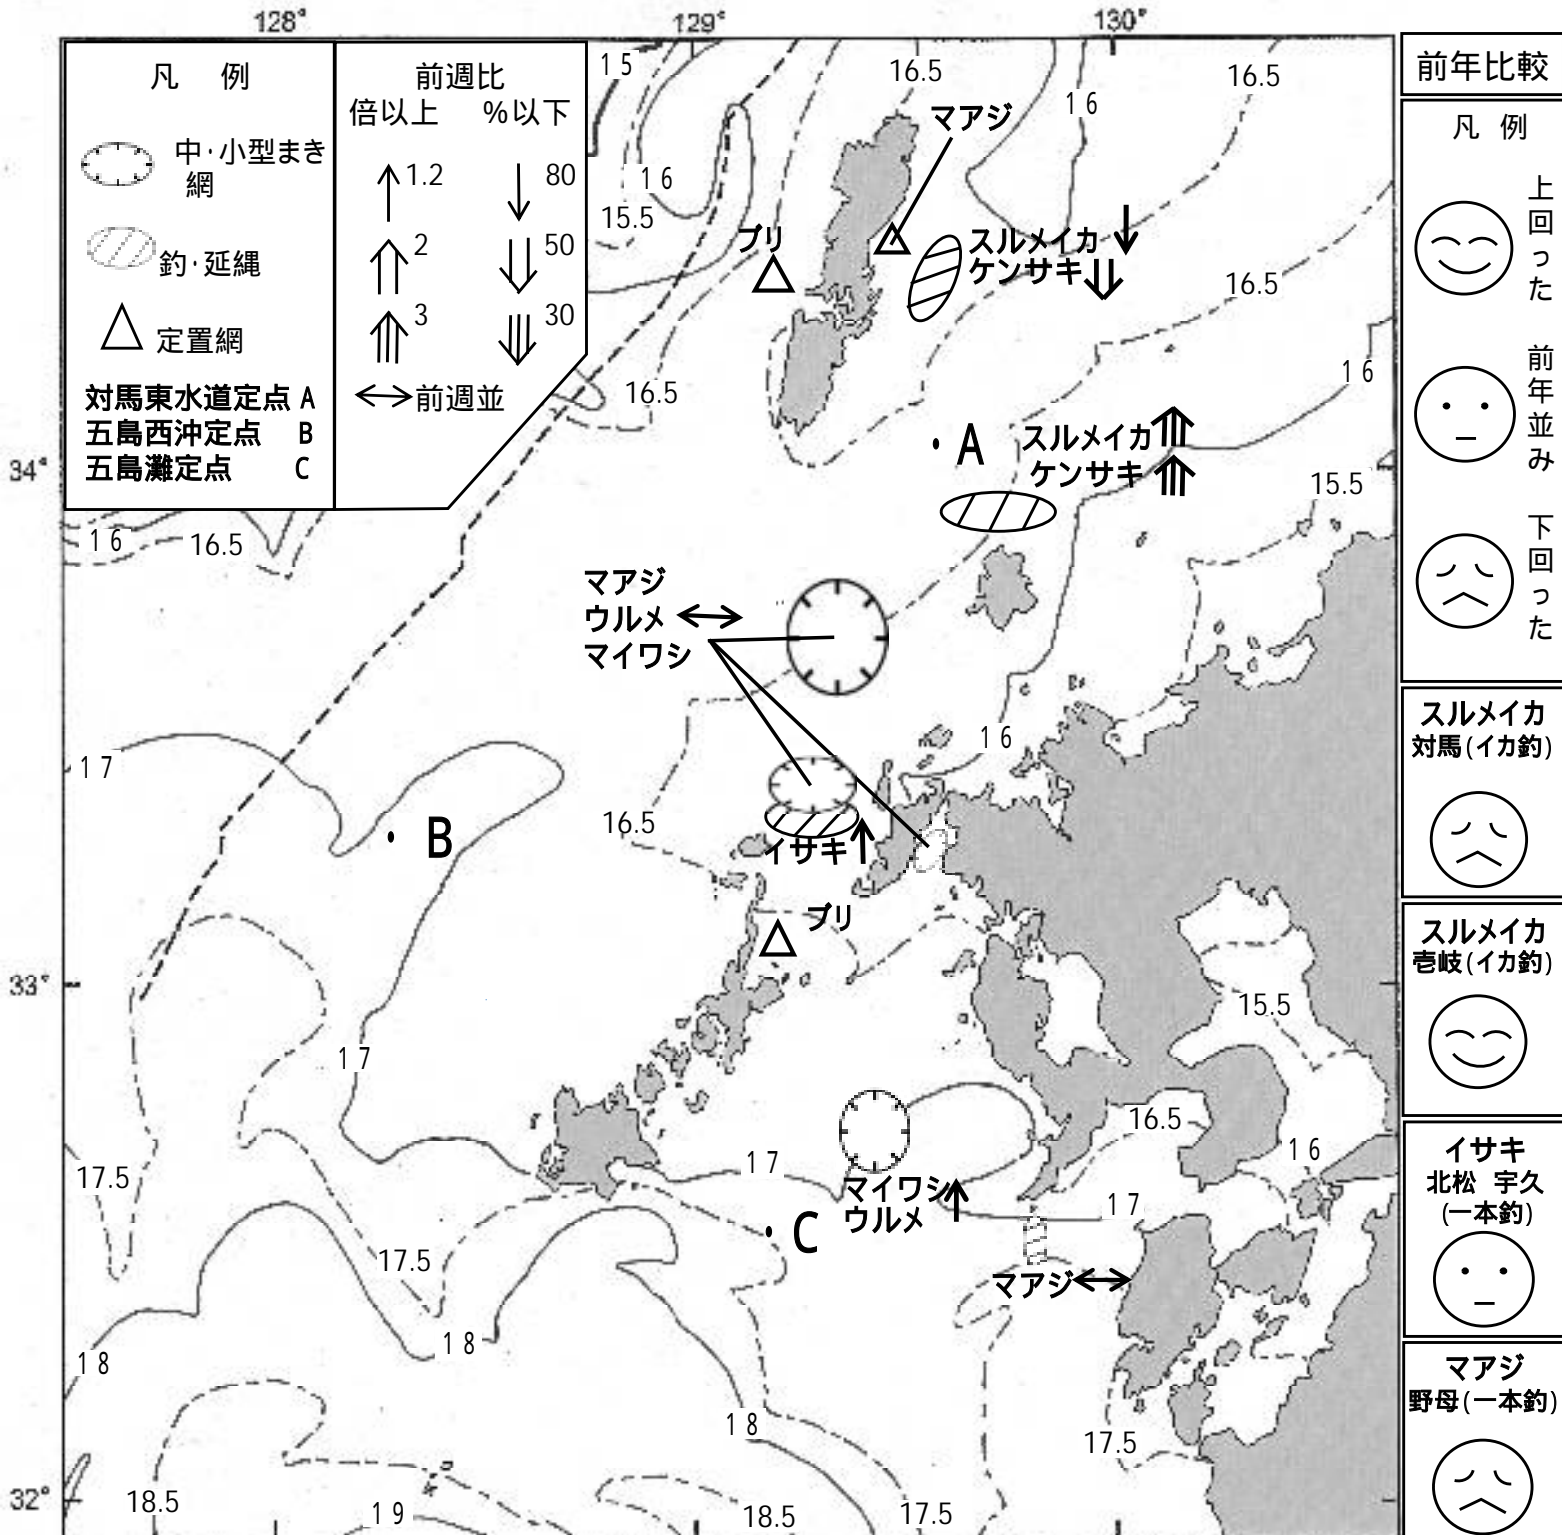 128°
129°
130°
凡 例
中・小型まき
網
釣・延縄
定置網
対馬東水道定点 A
五島西沖定点 B
五島灘定点 C
前週比
倍以上 %以下
1.2 80
2 50
3 30
前週並
15
16.5
16.5
16
マアジ
16
15.5
ブリ
スルメイカ
ケンサキ
16.5
16.5
16
34°
A
スルメイカ
ケンサキ
15.5
16
16.5
マアジ
ウルメ
マイワシ
17
16
B
16.5
イサキ
ブリ
33°
15.5
17
16.5
16
17.5
17
マイワシ
ウルメ
17
C
17.5
マアジ
18
18
18
17.5
32°
18.5
19
18.5
17.5
前年比較
凡 例
上回った
前年並み
下回った
スルメイカ
対馬(イカ釣)
スルメイカ
壱岐(イカ釣)
イサキ
北松 宇久
(一本釣)
マアジ
野母(一本釣)